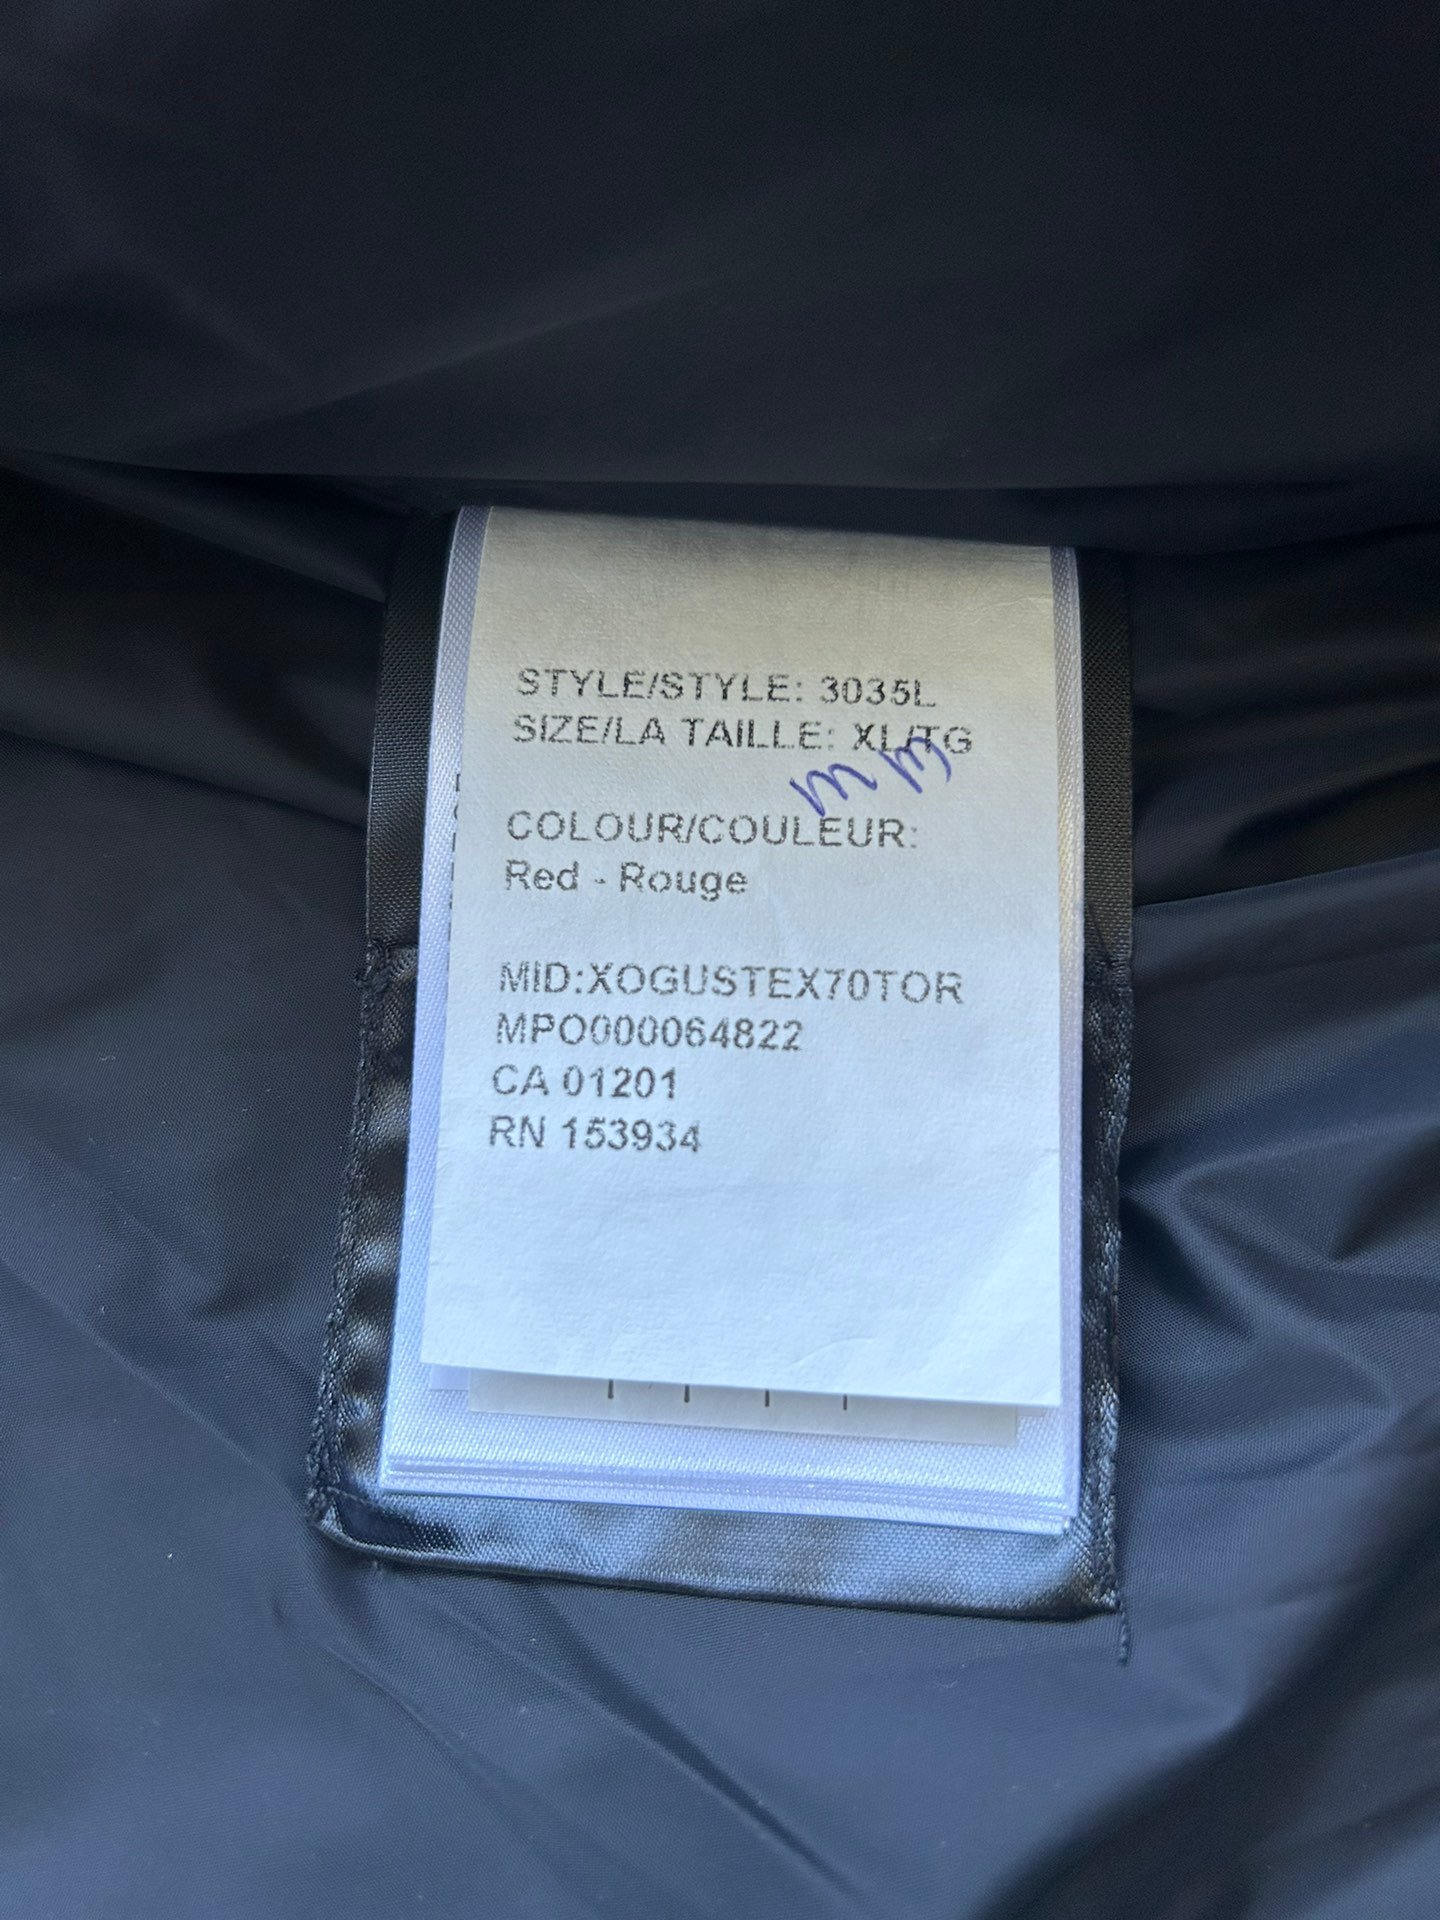 STYLE/STYLE: 3035L
SIZE/LA TAILLE: XL/TG
COLOUR/COULEUR:
Red - Rouge
MID:XOGUSTEX70TOR
MPO000064822
CA 01201
RN 153934